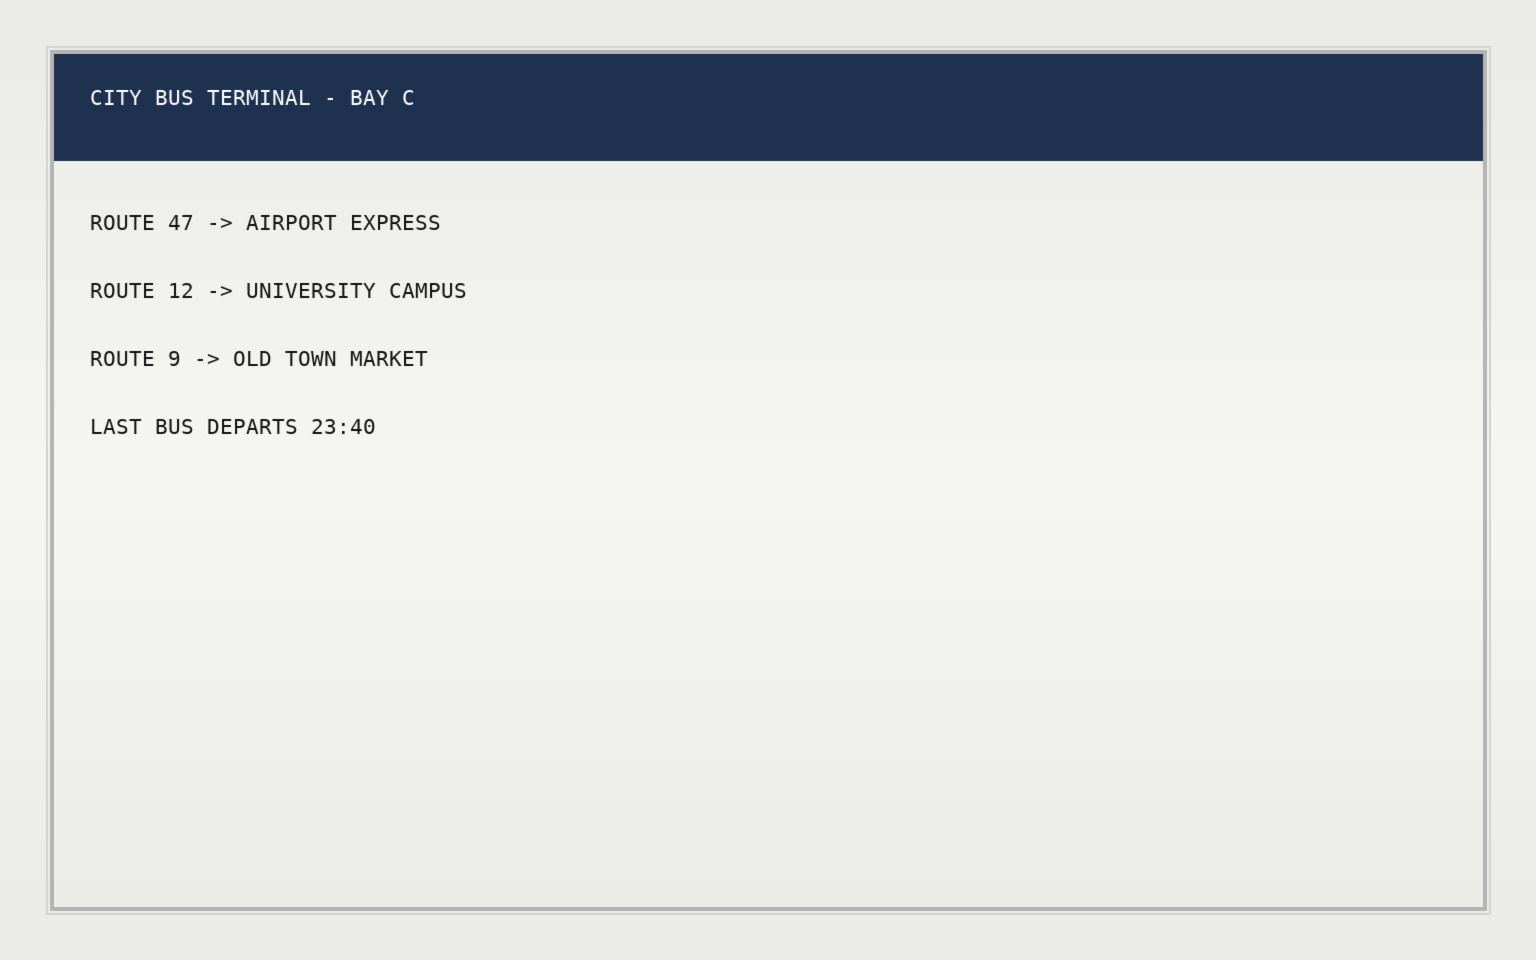 CITY BUS TERMINAL - BAY C
ROUTE 47 -> AIRPORT EXPRESS
ROUTE 12 -> UNIVERSITY CAMPUS
ROUTE 9 -> OLD TOWN MARKET
LAST BUS DEPARTS 23:40